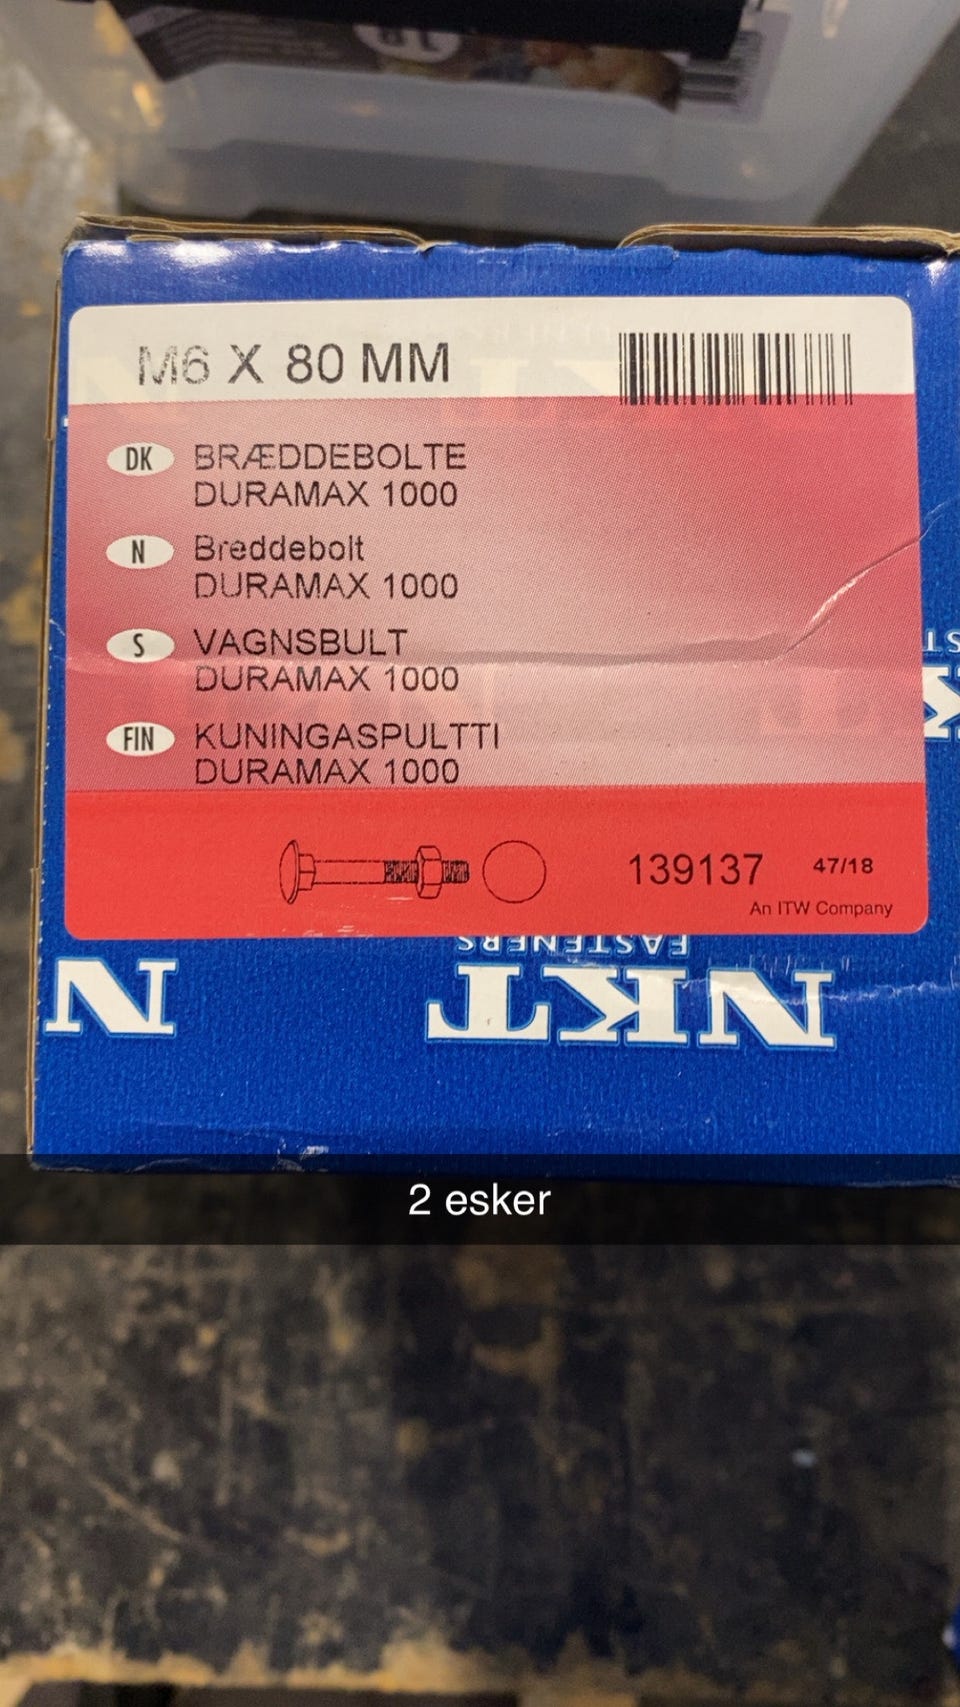 M6 X 80 MM
DK BRÆDDEBOLTE
DURAMAX 1000
N Breddebolt
DURAMAX 1000
S VAGNSBULT
DURAMAX 1000
FIN KUNINGASPULTTI
DURAMAX 1000
139137 47/18
An ITW Company
FASTENERS
NKT
2 esker